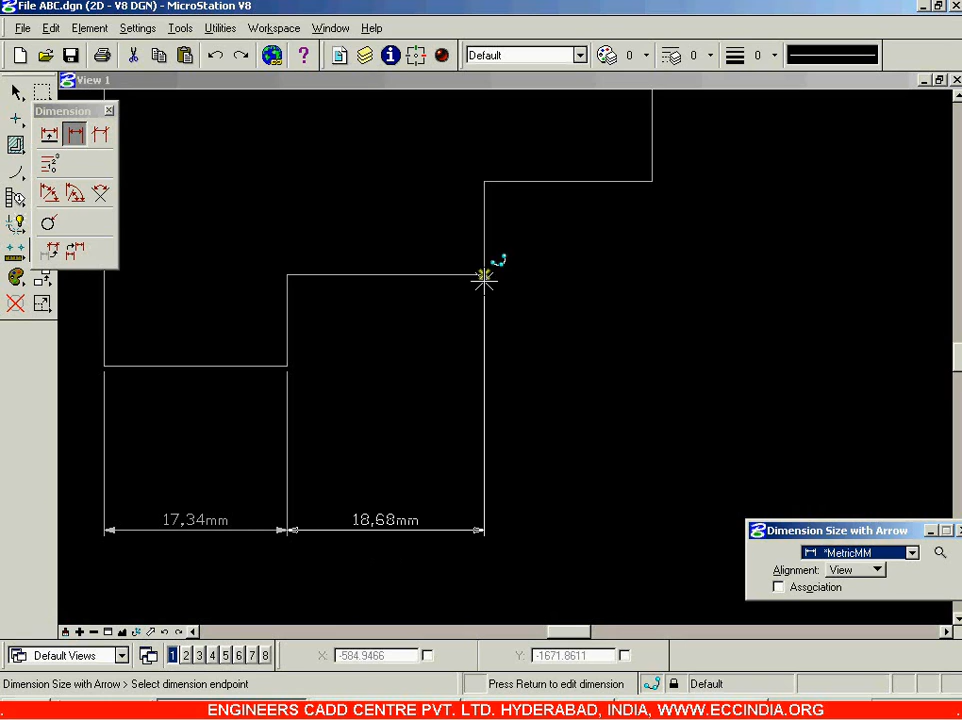 File ABC.dgn (2D - V8 DGN) - MicroStation V8
File Edit Element Settings Tools Utilities Workspace Window Help
Default 0 0 0
View 1
Dimension
17,34mm 18,68mm
Dimension Size with Arrow
*MetricMM
Alignment: View
Association
Default Views 1 2 3 4 5 6 7 8 X: -584.9466 Y: -1671.8611
Dimension Size with Arrow > Select dimension endpoint Press Return to edit dimension Default
ENGINEERS CADD CENTRE PVT. LTD. HYDERABAD, INDIA, WWW.ECCINDIA.ORG